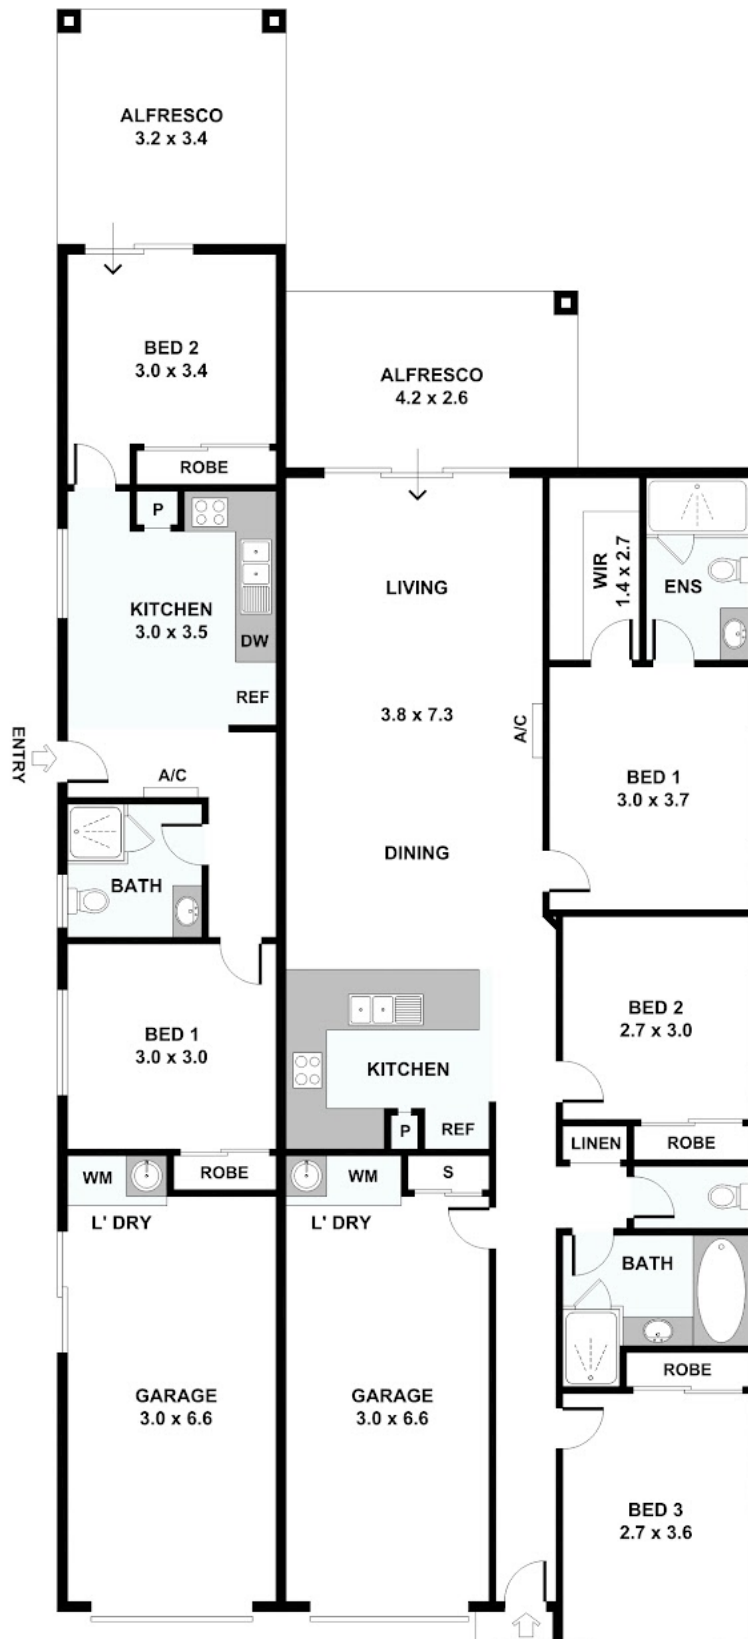 ALFRESCO
3.2 x 3.4
BED 2
3.0 x 3.4
ROBE
ALFRESCO
4.2 x 2.6
P
KITCHEN
3.0 x 3.5
DW
REF
ENTRY
A/C
BATH
BED 1
3.0 x 3.0
WM
ROBE
L' DRY
GARAGE
3.0 x 6.6
LIVING
3.8 x 7.3
A/C
DINING
KITCHEN
P
REF
WM
S
L' DRY
GARAGE
3.0 x 6.6
WIR
1.4 x 2.7
ENS
BED 1
3.0 x 3.7
BED 2
2.7 x 3.0
LINEN
ROBE
BATH
ROBE
BED 3
2.7 x 3.6